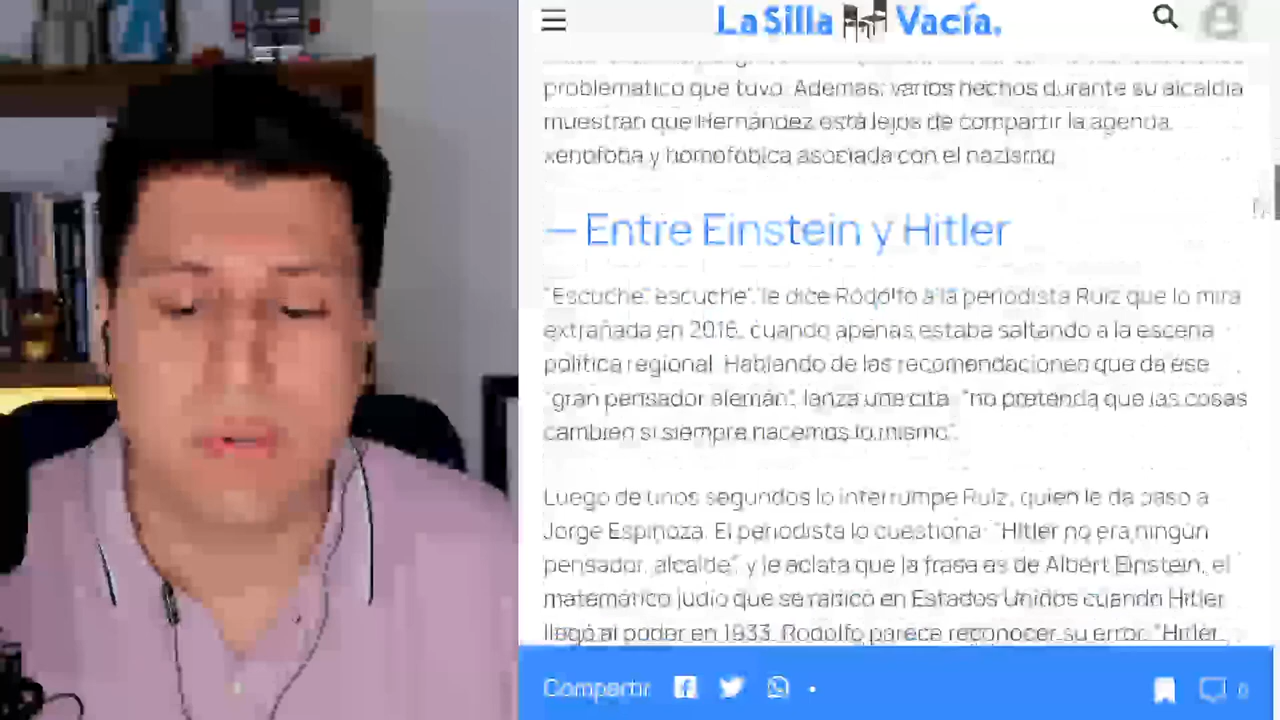 La Silla Vacía.
problematico que tuvo. Ademas, varios hechos durante su alcaldia
muestran que Hernández está lejos de compartir la agenda
xenofoba y homofóbica asociada con el nazismo
— Entre Einstein y Hitler
"Escuche, escuche", le dice Rodolfo a la periodista Ruiz que lo mira
extrañada en 2016, cuando apenas estaba saltando a la escena
política regional. Hablando de las recomendaciones que da ese
"gran pensador alemán", lanza una cita "no pretenda que las cosas
cambien si siempre hacemos lo mismo".
Luego de unos segundos lo interrumpe Ruiz, quien le da paso a
Jorge Espinoza. El periodista lo cuestiona "Hitler no era ningún
pensador, alcalde" y le aclara que la frase es de Albert Einstein, el
matemático judío que se radicó en Estados Unidos cuando Hitler
llegó al poder en 1933. Rodolfo parece reconocer su error. "Hitler
Compartir
0